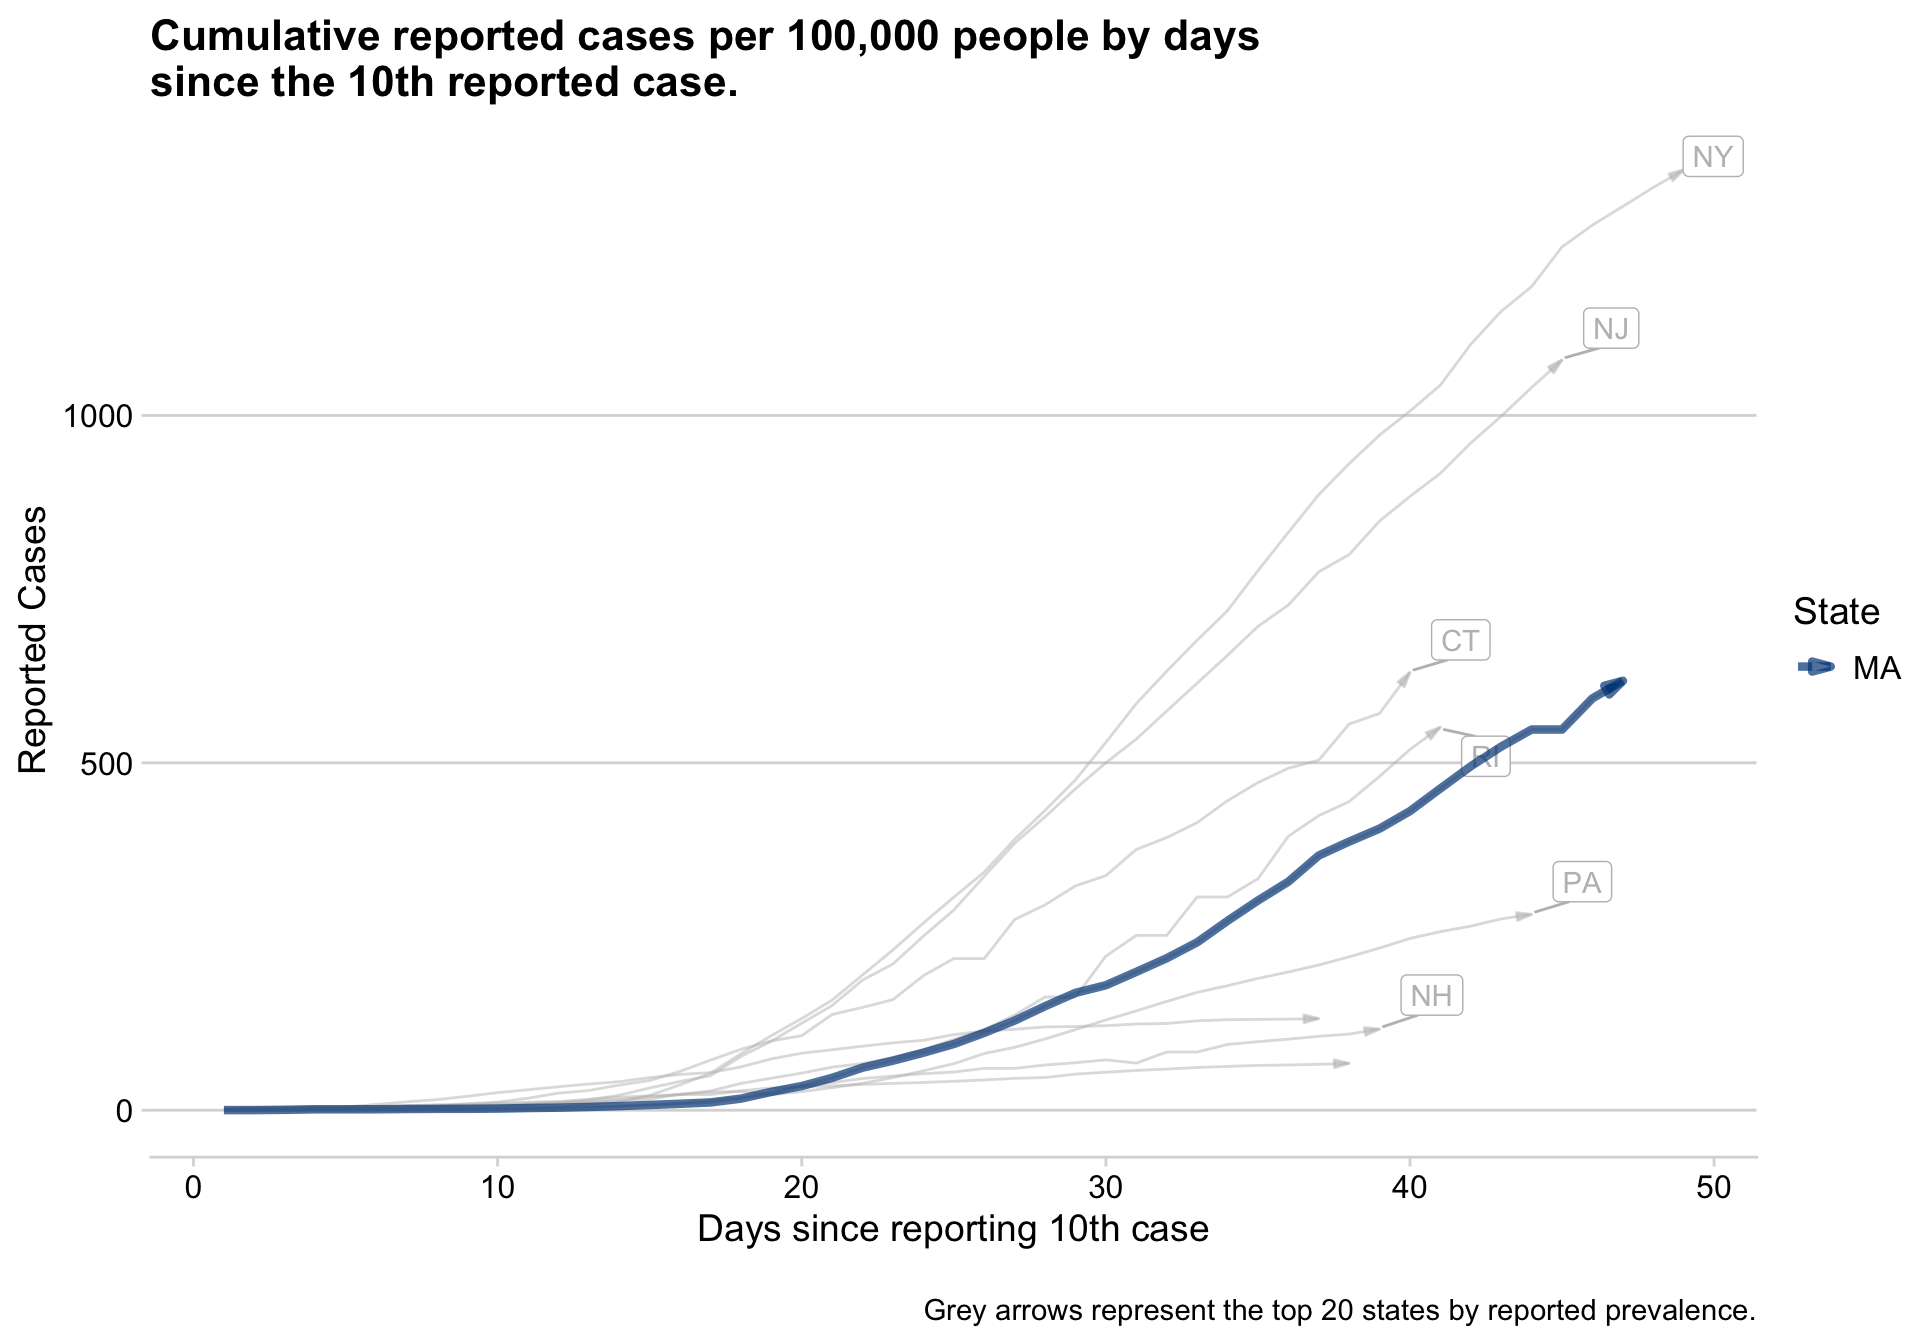 Cumulative reported cases per 100,000 people by days
since the 10th reported case.
NY
NJ
1000
Reported Cases
State
CT
MA
RI
500
PA
NH
0
0 10 20 30 40 50
Days since reporting 10th case
Grey arrows represent the top 20 states by reported prevalence.